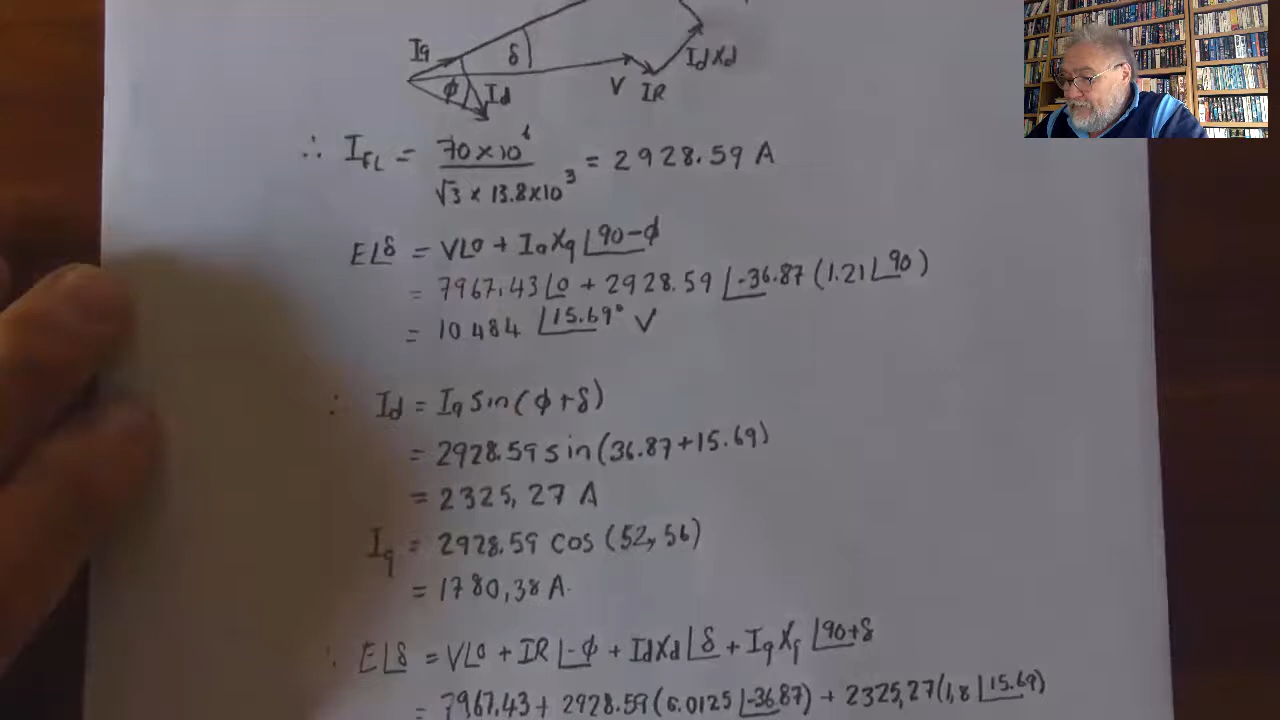 Iq
δ
ϕ
Id
V
IR
IdXd
∴ IFL = 70×10⁶ / √3 × 13.8×10³ = 2928.59 A
E∠δ = V∠0 + IaXq∠90-ϕ
= 7967.43∠0 + 2928.59∠-36.87 (1.21∠90)
= 10 484 ∠15.69° V
∴ Id = Iq sin(ϕ+δ)
= 2928.59 sin(36.87+15.69)
= 2325,27 A
Iq = 2928.59 cos (52,56)
= 1780,38 A.
∴ E∠δ = V∠0 + IR∠-ϕ + IdXd∠δ + IqXq∠90+δ
= 7967.43 + 2928.59(0.0125∠-36.87) + 2325,27(1,8∠15.69)